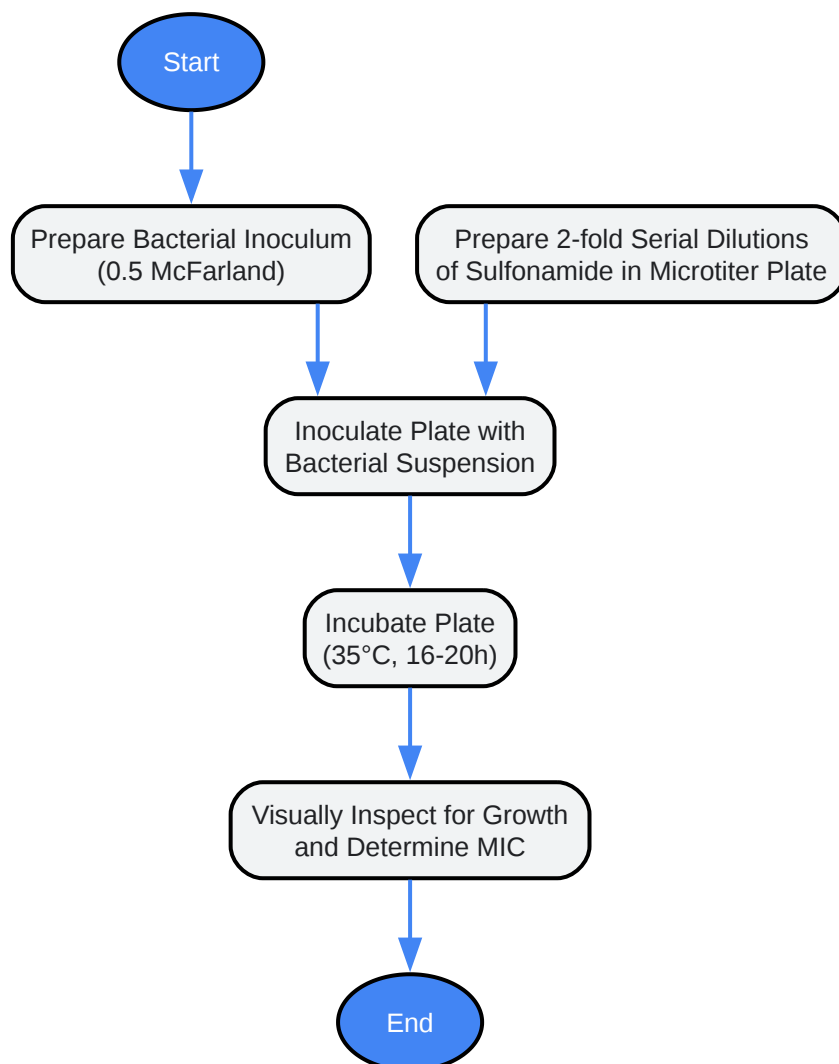 Start
Prepare Bacterial Inoculum
(0.5 McFarland)
Prepare 2-fold Serial Dilutions
of Sulfonamide in Microtiter Plate
Inoculate Plate with
Bacterial Suspension
Incubate Plate
(35°C, 16-20h)
Visually Inspect for Growth
and Determine MIC
End